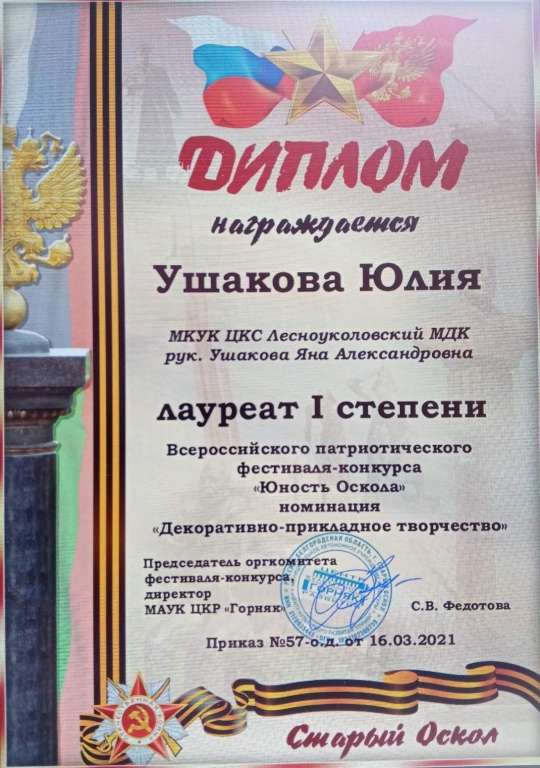 ДИПЛОМ
награждается
Ушакова Юлия
МКУК ЦКС Лесноуколовский МДК
рук. Ушакова Яна Александровна
лауреат I степени
Всероссийского патриотического
фестиваля-конкурса
«Юность Оскола»
номинация
«Декоративно-прикладное творчество»
Председатель оргкомитета
фестиваля-конкурса,
директор
МАУК ЦКР «Горняк»
С.В. Федотова
ГОРНЯК
Приказ №57-о.д. от 16.03.2021
Старый Оскол